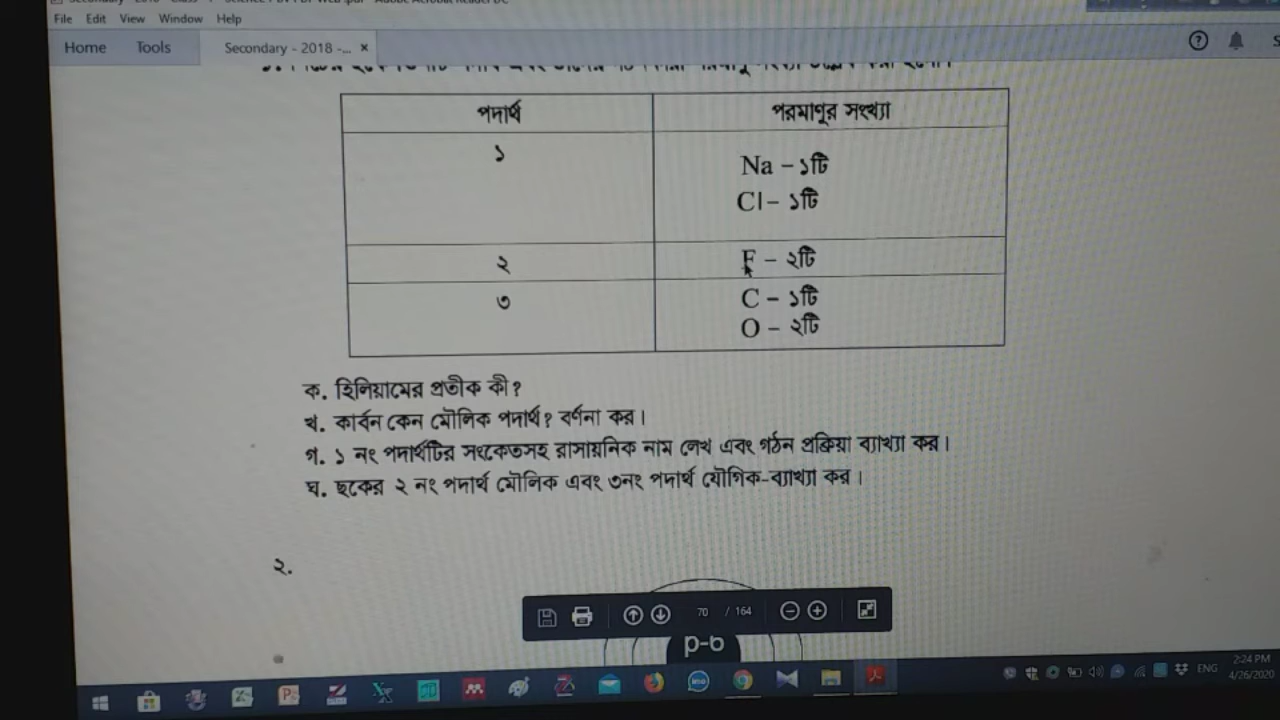 File Edit View Window Help
Home Tools Secondary - 2018 -... ×
পদার্থ পরমাণুর সংখ্যা
১ Na – ১টি
Cl– ১টি
২ F – ২টি
৩ C – ১টি
O – ২টি
ক. হিলিয়ামের প্রতীক কী?
খ. কার্বন কেন মৌলিক পদার্থ? বর্ণনা কর।
গ. ১ নং পদার্থটির সংকেতসহ রাসায়নিক নাম লেখ এবং গঠন প্রক্রিয়া ব্যাখ্যা কর।
ঘ. ছকের ২ নং পদার্থ মৌলিক এবং ৩নং পদার্থ যৌগিক-ব্যাখ্যা কর।
২.
70 / 164
p-6
ENG 2:24 PM
4/26/2020